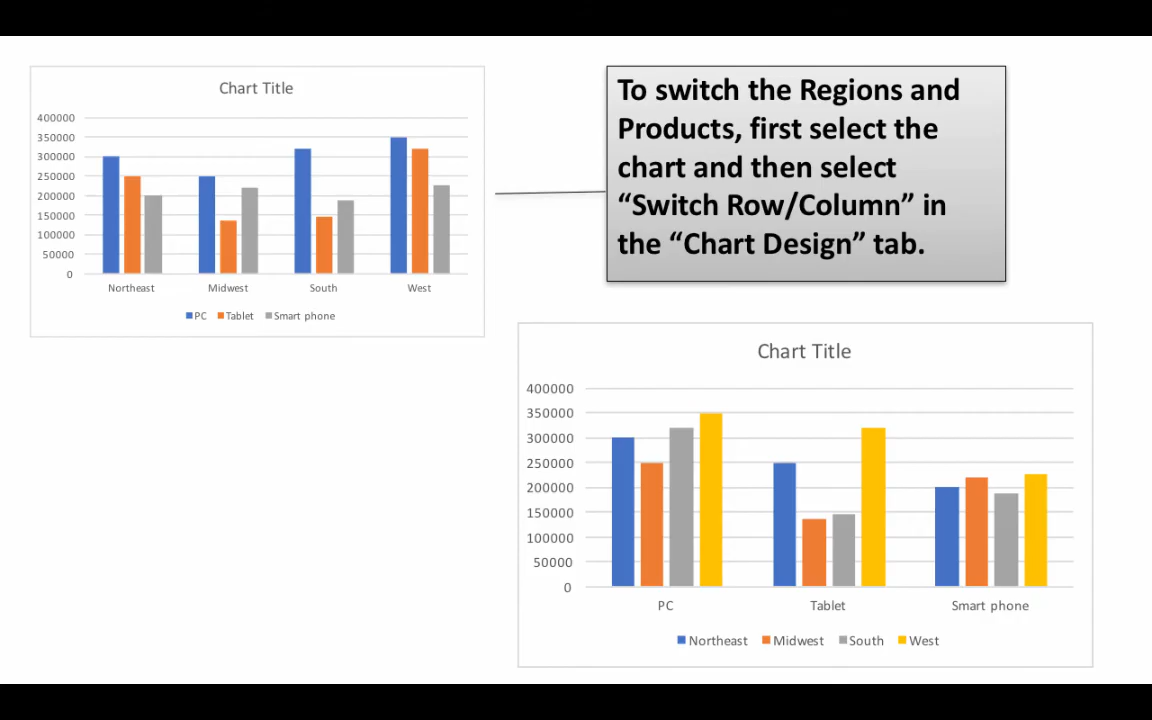 Chart Title
400000
350000
300000
250000
200000
150000
100000
50000
0
Northeast Midwest South West
PC Tablet Smart phone
To switch the Regions and
Products, first select the
chart and then select
“Switch Row/Column” in
the “Chart Design” tab.
Chart Title
400000
350000
300000
250000
200000
150000
100000
50000
0
PC Tablet Smart phone
Northeast Midwest South West